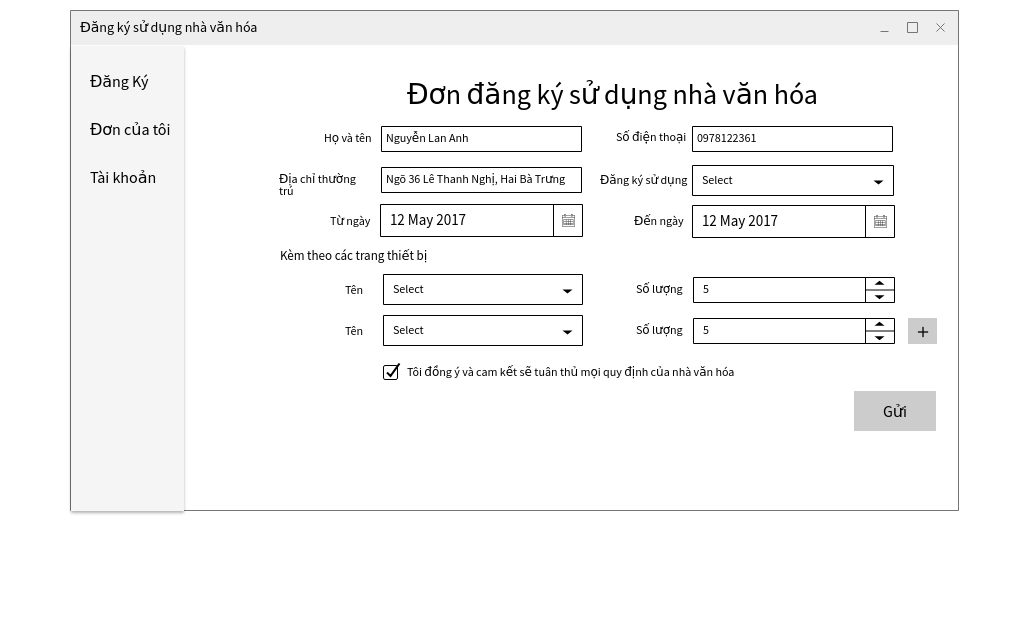 Đăng ký sử dụng nhà văn hóa
Đăng Ký
Đơn của tôi
Tài khoản
Đơn đăng ký sử dụng nhà văn hóa
Họ và tên Nguyễn Lan Anh Số điện thoại 0978122361
Địa chỉ thường
trủ
Ngõ 36 Lê Thanh Nghị, Hai Bà Trưng Đăng ký sử dụng Select
Từ ngày 12 May 2017 Đến ngày 12 May 2017
Kèm theo các trang thiết bị
Tên Select Số lượng 5
Tên Select Số lượng 5 +
Tôi đồng ý và cam kết sẽ tuân thủ mọi quy định của nhà văn hóa
Gửi